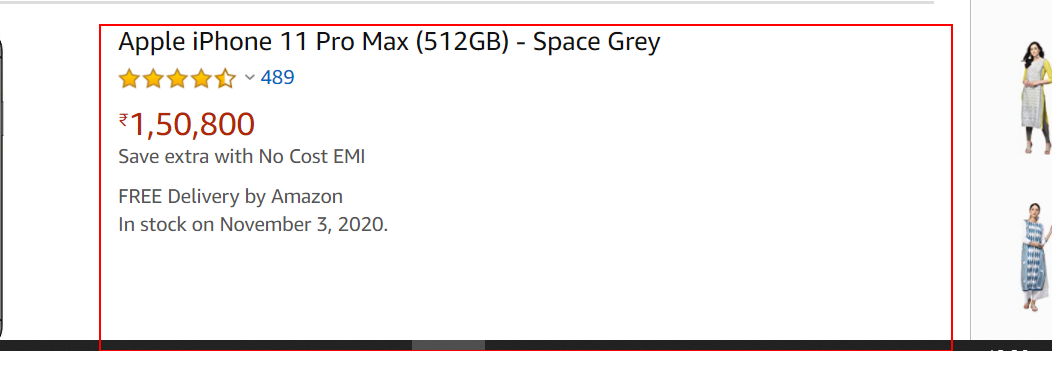 Apple iPhone 11 Pro Max (512GB) - Space Grey
489
₹1,50,800
Save extra with No Cost EMI
FREE Delivery by Amazon
In stock on November 3, 2020.